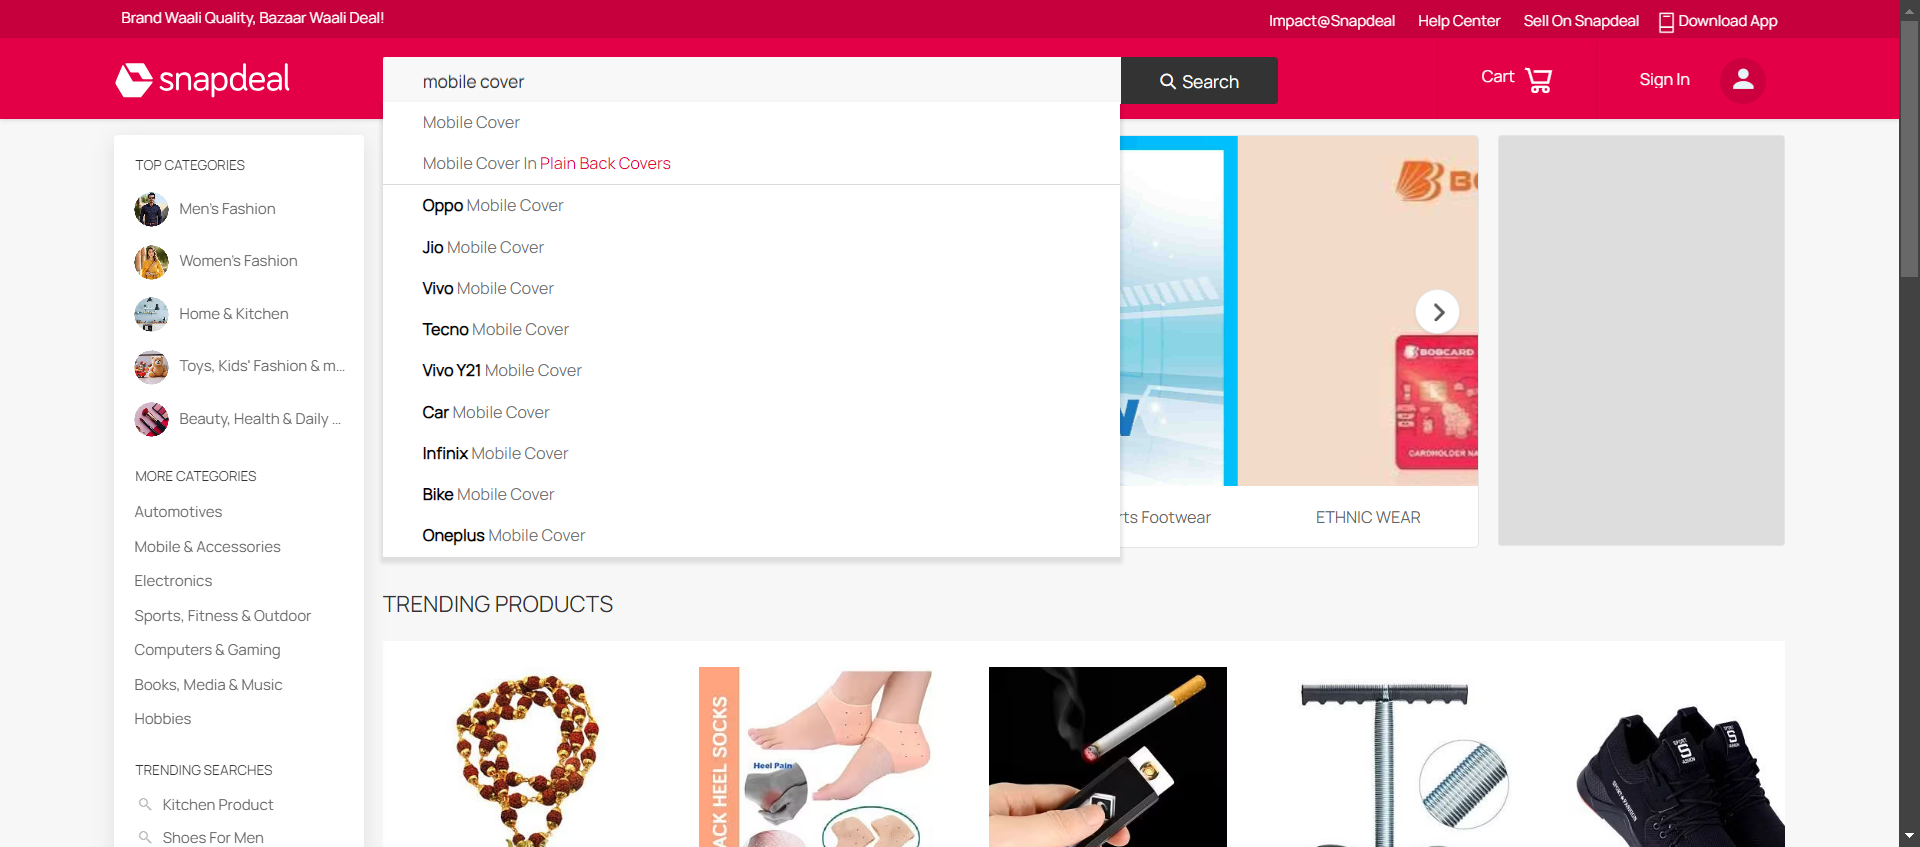 Brand Waali Quality, Bazaar Waali Deal!
Impact@Snapdeal
Help Center
Sell On Snapdeal
Download App
snapdeal
mobile cover
Search
Cart
Sign In
Mobile Cover
Mobile Cover In Plain Back Covers
Oppo Mobile Cover
Jio Mobile Cover
Vivo Mobile Cover
Tecno Mobile Cover
Vivo Y21 Mobile Cover
Car Mobile Cover
Infinix Mobile Cover
Bike Mobile Cover
Oneplus Mobile Cover
TOP CATEGORIES
Men's Fashion
Women's Fashion
Home & Kitchen
Toys, Kids' Fashion & m...
Beauty, Health & Daily ...
MORE CATEGORIES
Automotives
Mobile & Accessories
Electronics
Sports, Fitness & Outdoor
Computers & Gaming
Books, Media & Music
Hobbies
TRENDING SEARCHES
Kitchen Product
Shoes For Men
BOBCARD
CARDHOLDER NA
rts Footwear
ETHNIC WEAR
TRENDING PRODUCTS
ACK HEEL SOCKS
Heel Pain
SPORT